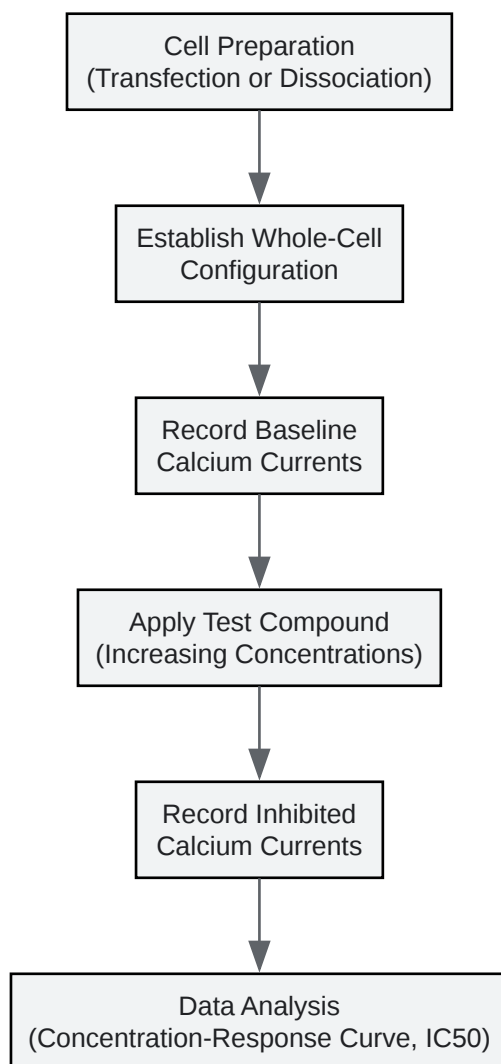 Cell Preparation
(Transfection or Dissociation)
Establish Whole-Cell
Configuration
Record Baseline
Calcium Currents
Apply Test Compound
(Increasing Concentrations)
Record Inhibited
Calcium Currents
Data Analysis
(Concentration-Response Curve, IC50)